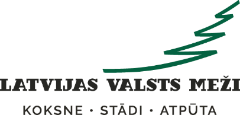 LATVIJAS VALSTS MEŽI
KOKSNE • STĀDI • ATPŪTA